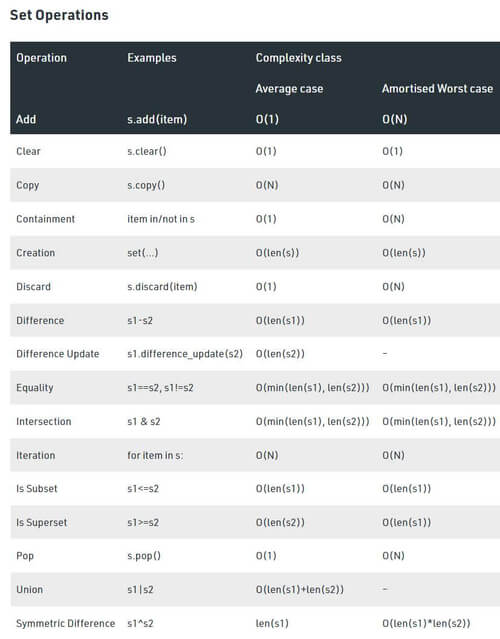 Set Operations
Operation Examples Complexity class
Average case Amortised Worst case
Add s.add(item) O(1) O(N)
Clear s.clear() O(1) O(1)
Copy s.copy() O(N) O(N)
Containment item in/not in s O(1) O(N)
Creation set(...) O(len(s)) O(len(s))
Discard s.discard(item) O(1) O(N)
Difference s1-s2 O(len(s1)) O(len(s1))
Difference Update s1.difference_update(s2) O(len(s2)) –
Equality s1==s2, s1!=s2 O(min(len(s1), len(s2))) O(min(len(s1), len(s2)))
Intersection s1 & s2 O(min(len(s1), len(s2))) O(min(len(s1), len(s2)))
Iteration for item in s: O(N) O(N)
Is Subset s1<=s2 O(len(s1)) O(len(s1))
Is Superset s1>=s2 O(len(s2)) O(len(s1))
Pop s.pop() O(1) O(N)
Union s1|s2 O(len(s1)+len(s2)) –
Symmetric Difference s1^s2 len(s1) O(len(s1)*len(s2))